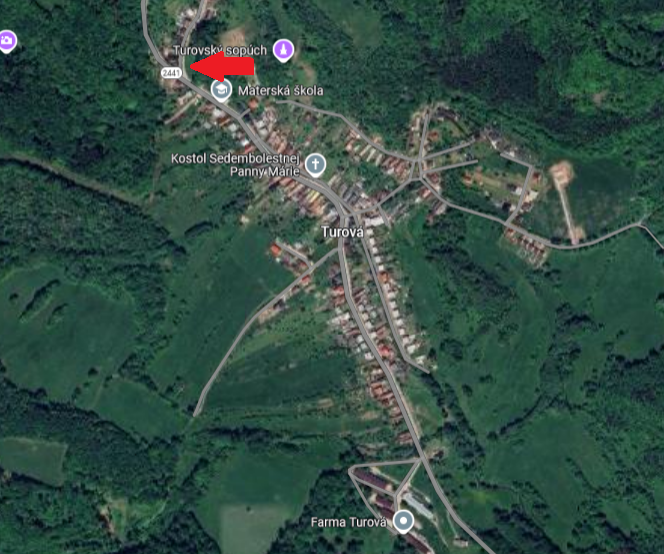 Turovský sopúch
2441
Materská škola
Kostol Sedembolestnej
Panny Márie
Turová
Farma Turová